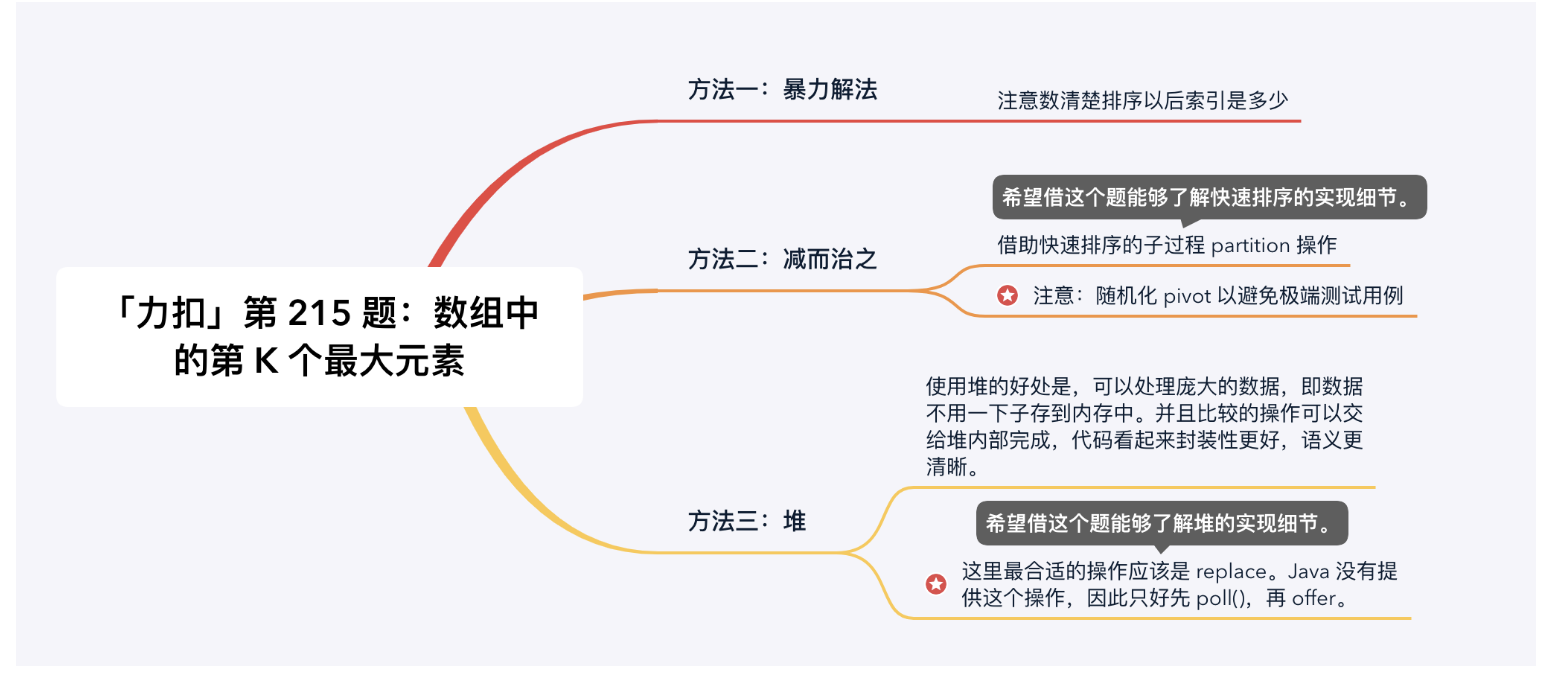 「力扣」第 215 题：数组中
的第 K 个最大元素
方法一：暴力解法
注意数清楚排序以后索引是多少
方法二：减而治之
希望借这个题能够了解快速排序的实现细节。
借助快速排序的子过程 partition 操作
注意：随机化 pivot 以避免极端测试用例
方法三：堆
使用堆的好处是，可以处理庞大的数据，即数据
不用一下子存到内存中。并且比较的操作可以交
给堆内部完成，代码看起来封装性更好，语义更
清晰。
希望借这个题能够了解堆的实现细节。
这里最合适的操作应该是 replace。Java 没有提
供这个操作，因此只好先 poll()，再 offer。